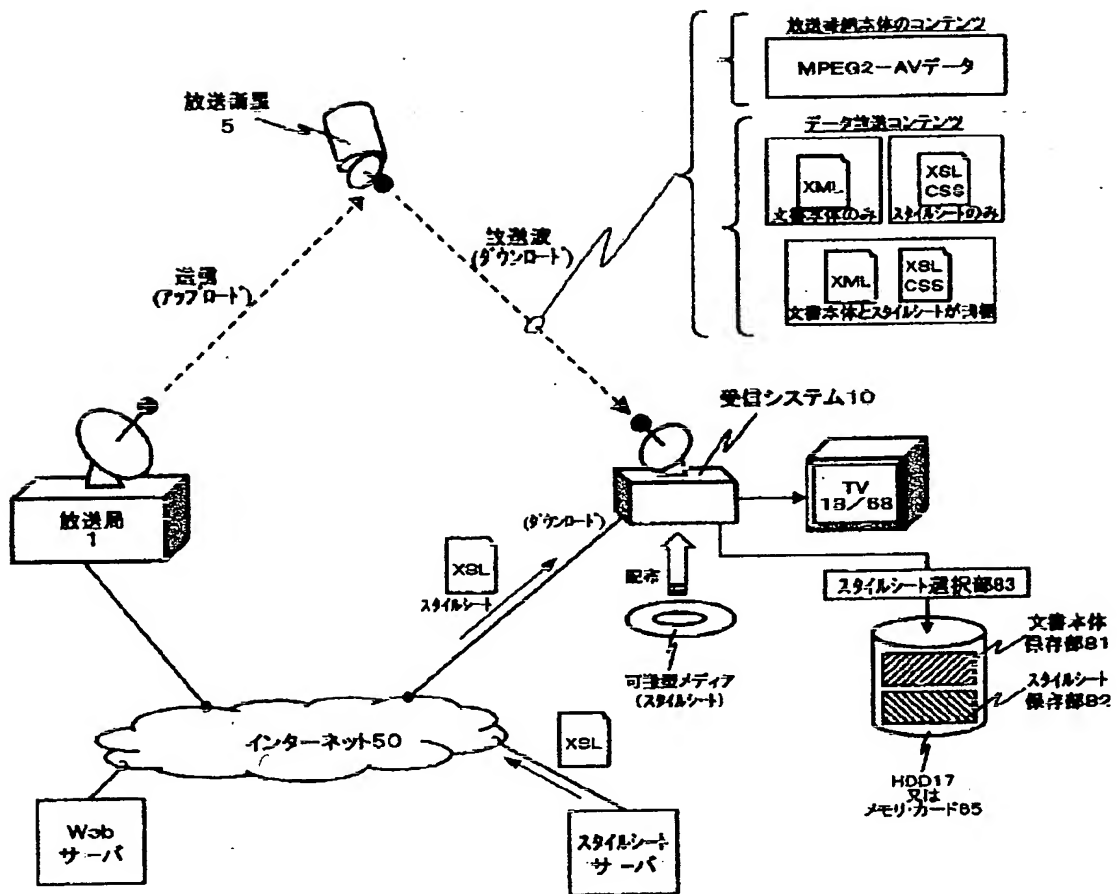 放送番組本体のコンテンツ
MPEG2-AVデータ
データ放送コンテンツ
XML
文書本体のみ
XSL
CSS
スタイルシートのみ
XML
XSL
CSS
文書本体とスタイルシートが
放送衛星
5
放送波
(ダウンロード)
送信
(アップロード)
受信システム10
放送局
1
TV
18/68
(ダウンロード)
XSL
スタイルシート
配布
スタイルシート選択部83
文書本体
保存部81
スタイルシート
保存部82
可搬型メディア
(スタイルシート)
インターネット50
XSL
HDD17
又は
メモリ・カード65
Web
サーバ
スタイルシート
サーバ